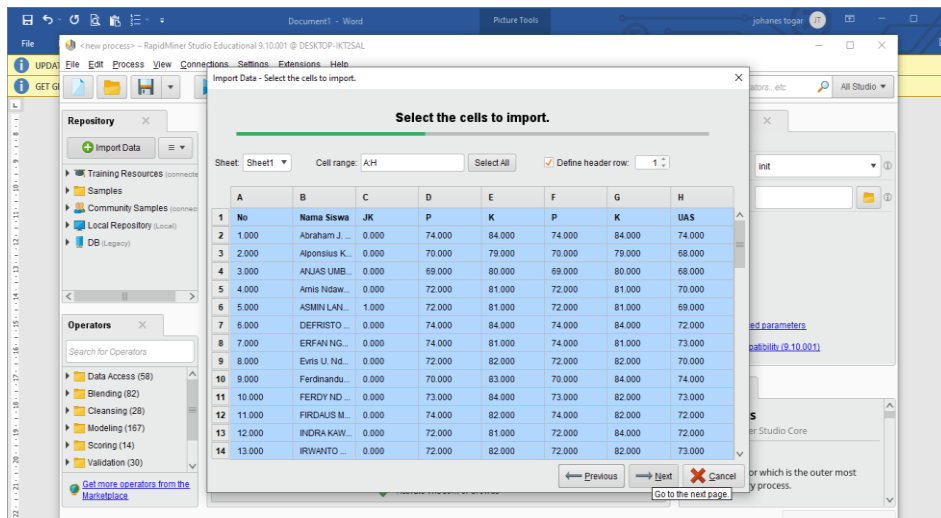 Document1 - Word
Picture Tools
johanes togar
JT
File
<new process> – RapidMiner Studio Educational 9.10.001 @ DESKTOP-IKT2SAL
UPDA
File Edit Process View Connections Settings Extensions Help
GET G
All Studio
Import Data - Select the cells to import.
Select the cells to import.
Sheet: Sheet1 Cell range: A:H Select All Define header row: 1
Repository
Import Data
Training Resources (connecte
Samples
Community Samples (connec
Local Repository (Local)
DB (Legacy)
A B C D E F G H
1 No Nama Siswa JK P K P K UAS
2 1.000 Abraham J. ... 0.000 74.000 84.000 74.000 84.000 74.000
3 2.000 Alponsius K... 0.000 70.000 79.000 70.000 79.000 68.000
4 3.000 ANJAS UMB... 0.000 69.000 80.000 69.000 80.000 68.000
5 4.000 Arnis Ndaw... 0.000 72.000 81.000 72.000 81.000 70.000
6 5.000 ASMIN LAN... 1.000 72.000 81.000 72.000 81.000 69.000
7 6.000 DEFRISTO ... 0.000 74.000 84.000 74.000 84.000 72.000
8 7.000 ERFAN NG... 0.000 74.000 81.000 74.000 81.000 73.000
9 8.000 Evris U. Nd... 0.000 72.000 82.000 72.000 82.000 70.000
10 9.000 Ferdinandu... 0.000 70.000 83.000 70.000 84.000 74.000
11 10.000 FERDY ND ... 0.000 73.000 84.000 73.000 82.000 73.000
12 11.000 FIRDAUS M... 0.000 74.000 82.000 74.000 82.000 72.000
13 12.000 INDRA KAW... 0.000 72.000 81.000 72.000 84.000 72.000
14 13.000 IRWANTO ... 0.000 72.000 82.000 72.000 82.000 73.000
Operators
Search for Operators
Data Access (58)
Blending (82)
Cleansing (28)
Modeling (167)
Scoring (14)
Validation (30)
Get more operators from the
Marketplace
Previous Next Cancel
Go to the next page.
init
ed parameters
patibility (9.10.001)
s
er Studio Core
or which is the outer most
y process.